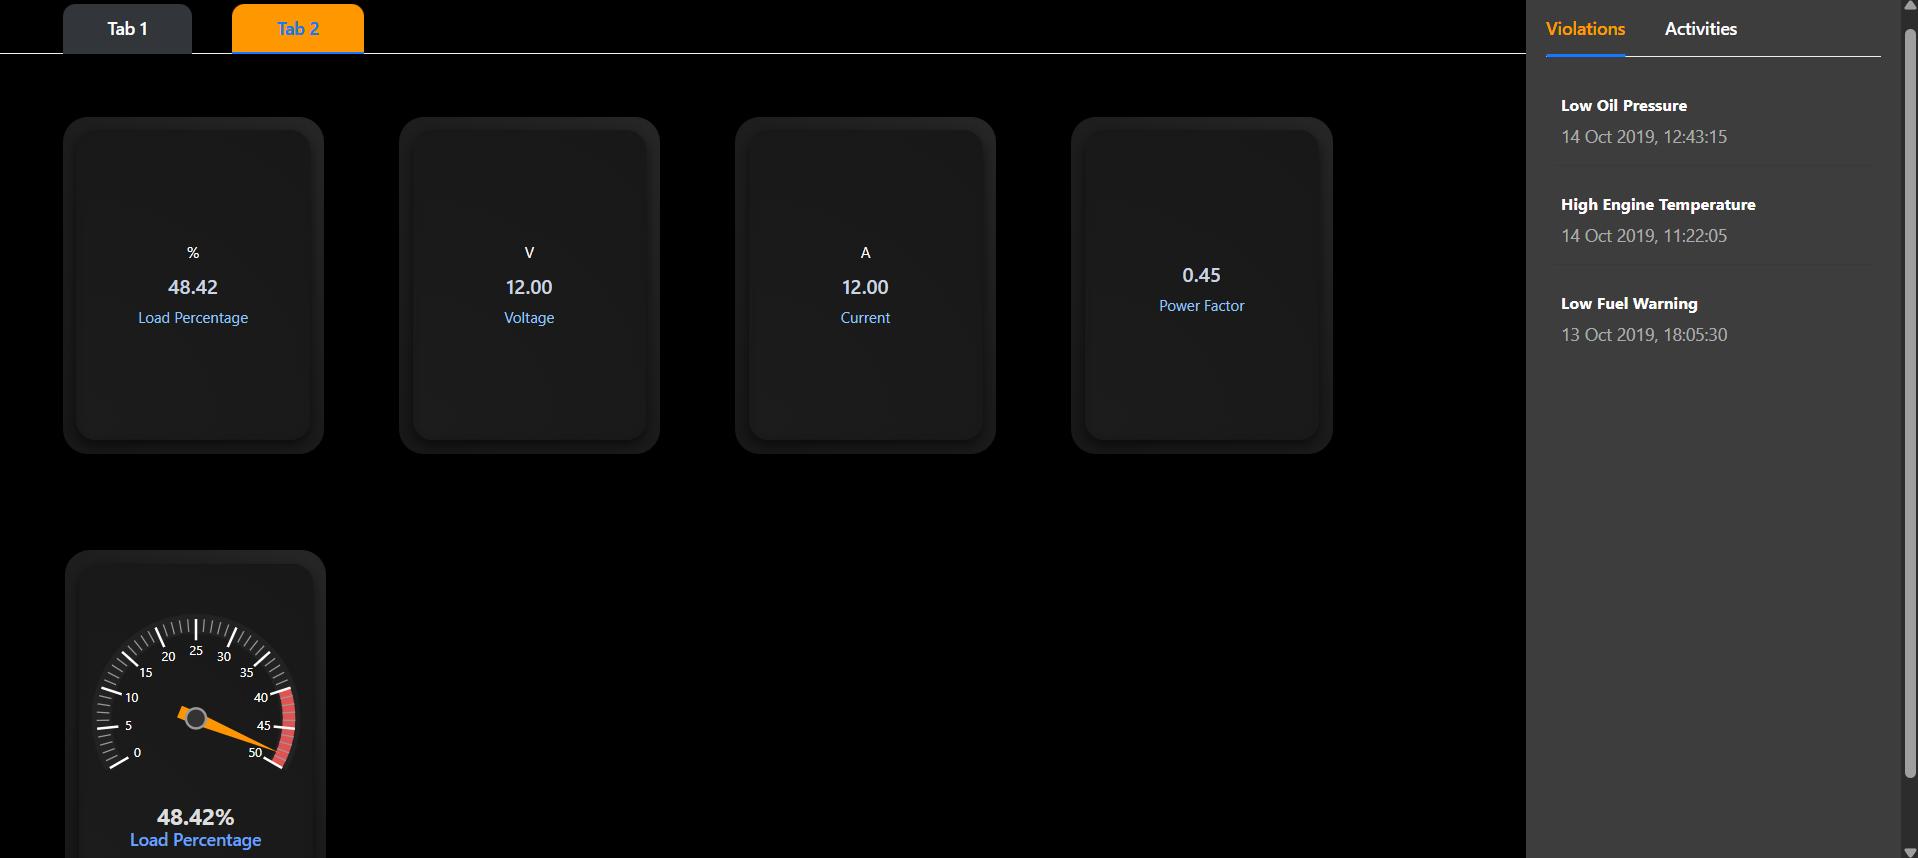 Tab 1
Tab 2
Violations
Activities
Low Oil Pressure
14 Oct 2019, 12:43:15
High Engine Temperature
14 Oct 2019, 11:22:05
Low Fuel Warning
13 Oct 2019, 18:05:30
%
48.42
Load Percentage
V
12.00
Voltage
A
12.00
Current
0.45
Power Factor
0
5
10
15
20
25
30
35
40
45
50
48.42%
Load Percentage